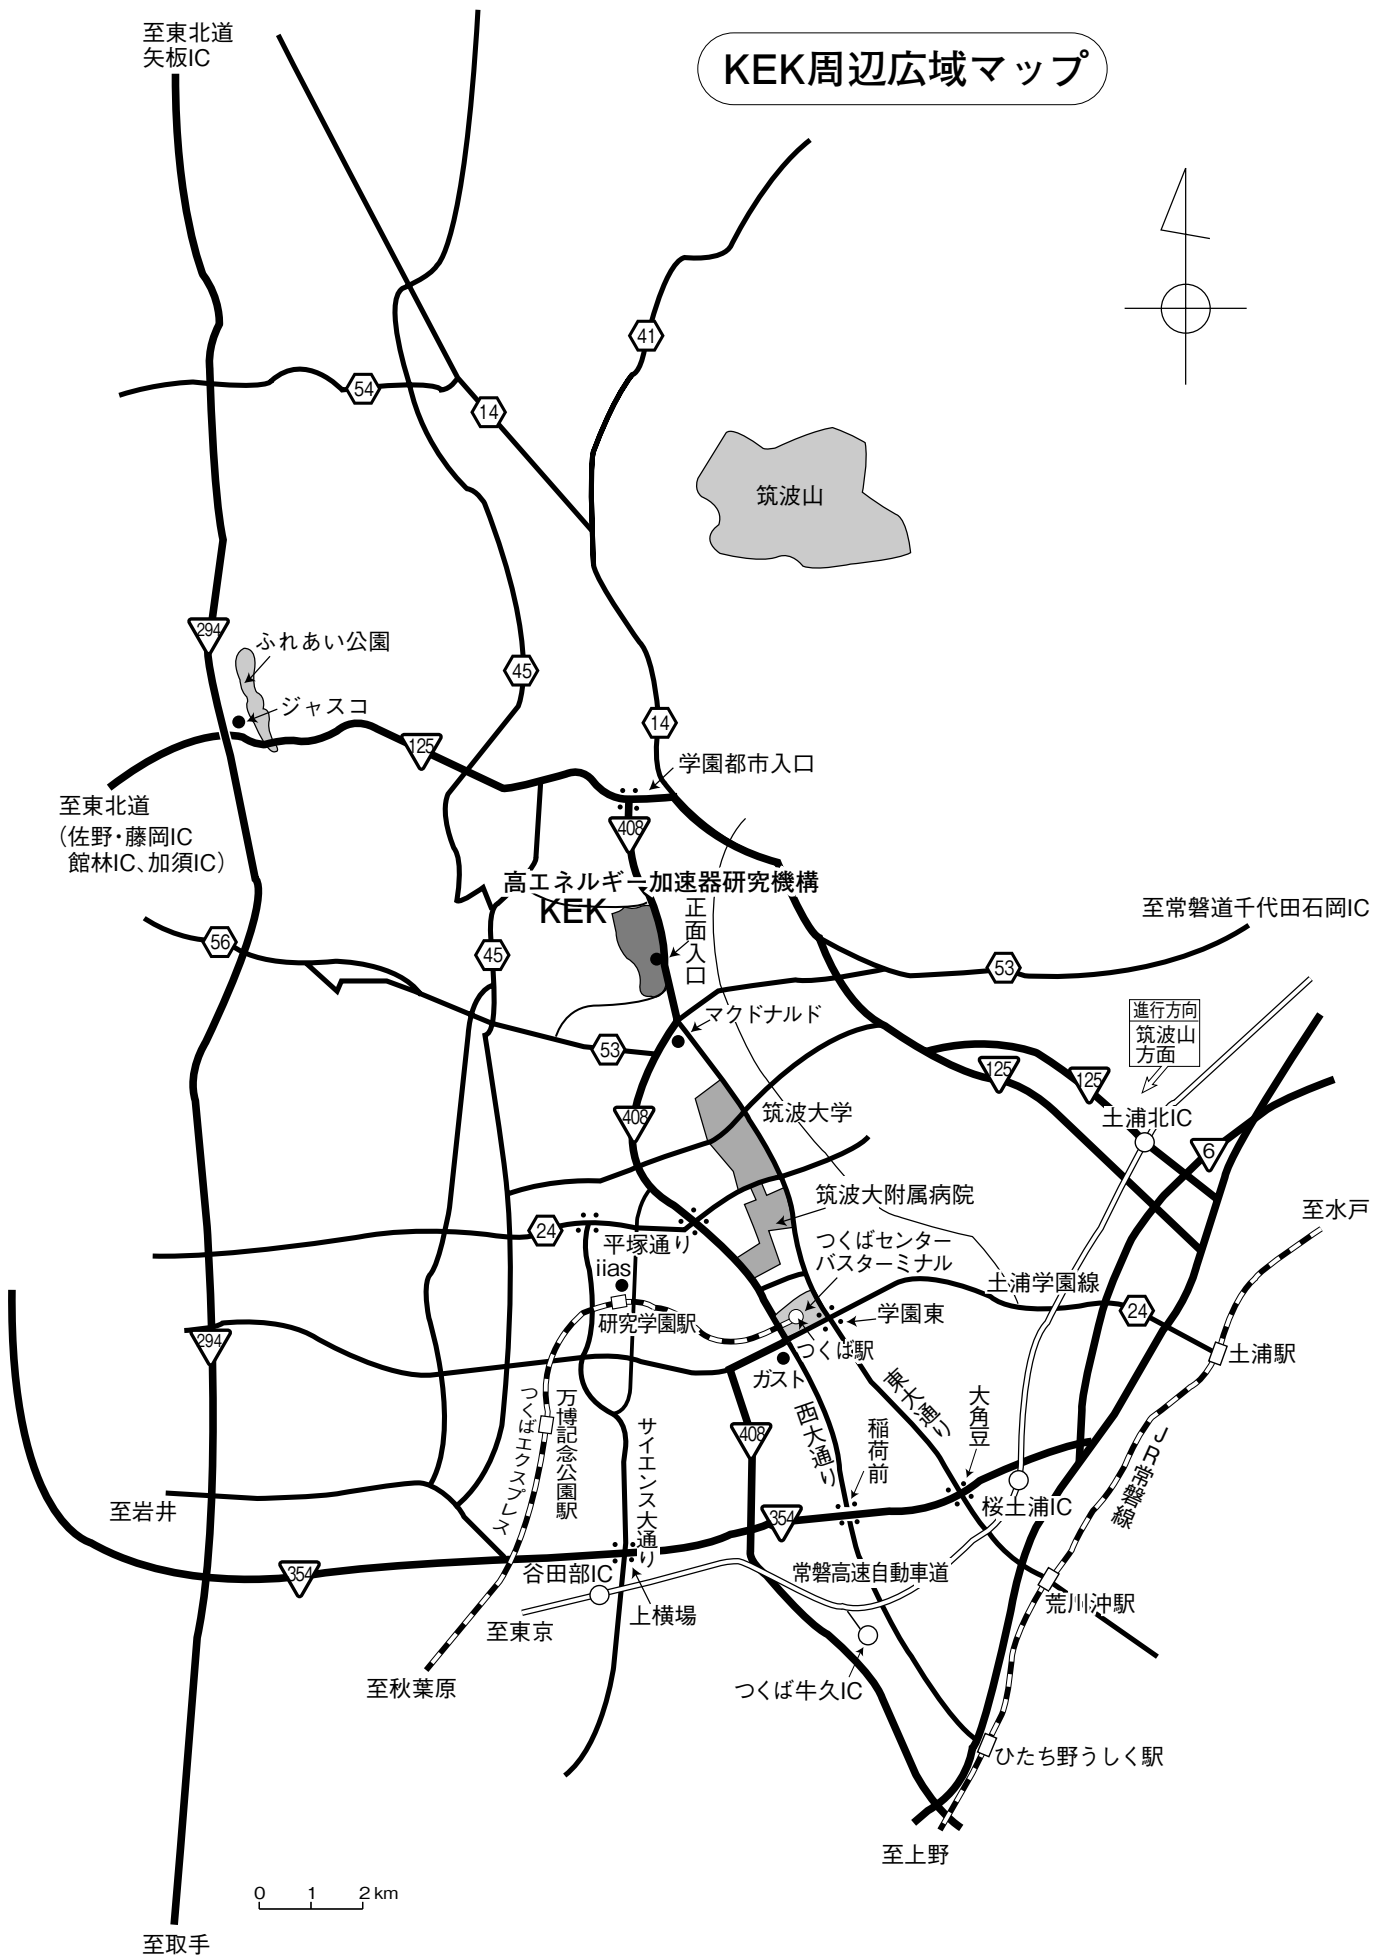 至東北道
矢板IC
KEK周辺広域マップ
41
54
14
筑波山
294
ふれあい公園
45
ジャスコ
14
125
学園都市入口
至東北道
(佐野・藤岡IC
館林IC、加須IC)
408
高エネルギー加速器研究機構
KEK
正面入口
至常磐道千代田石岡IC
56
45
53
マクドナルド
進行方向
筑波山
方面
53
125
125
408
筑波大学
土浦北IC
6
筑波大附属病院
至水戸
24
平塚通り
つくばセンター
バスターミナル
iias
土浦学園線
研究学園駅
学園東
24
294
つくば駅
土浦駅
ガスト
万博記念公園駅
つくばエクスプレス
サイエンス大通り
408
西大通り
東大通り
稲荷前
大角豆
JR常磐線
至岩井
354
桜土浦IC
354
谷田部IC
常磐高速自動車道
荒川沖駅
至東京
上横場
至秋葉原
つくば牛久IC
ひたち野うしく駅
至上野
0 1 2 km
至取手